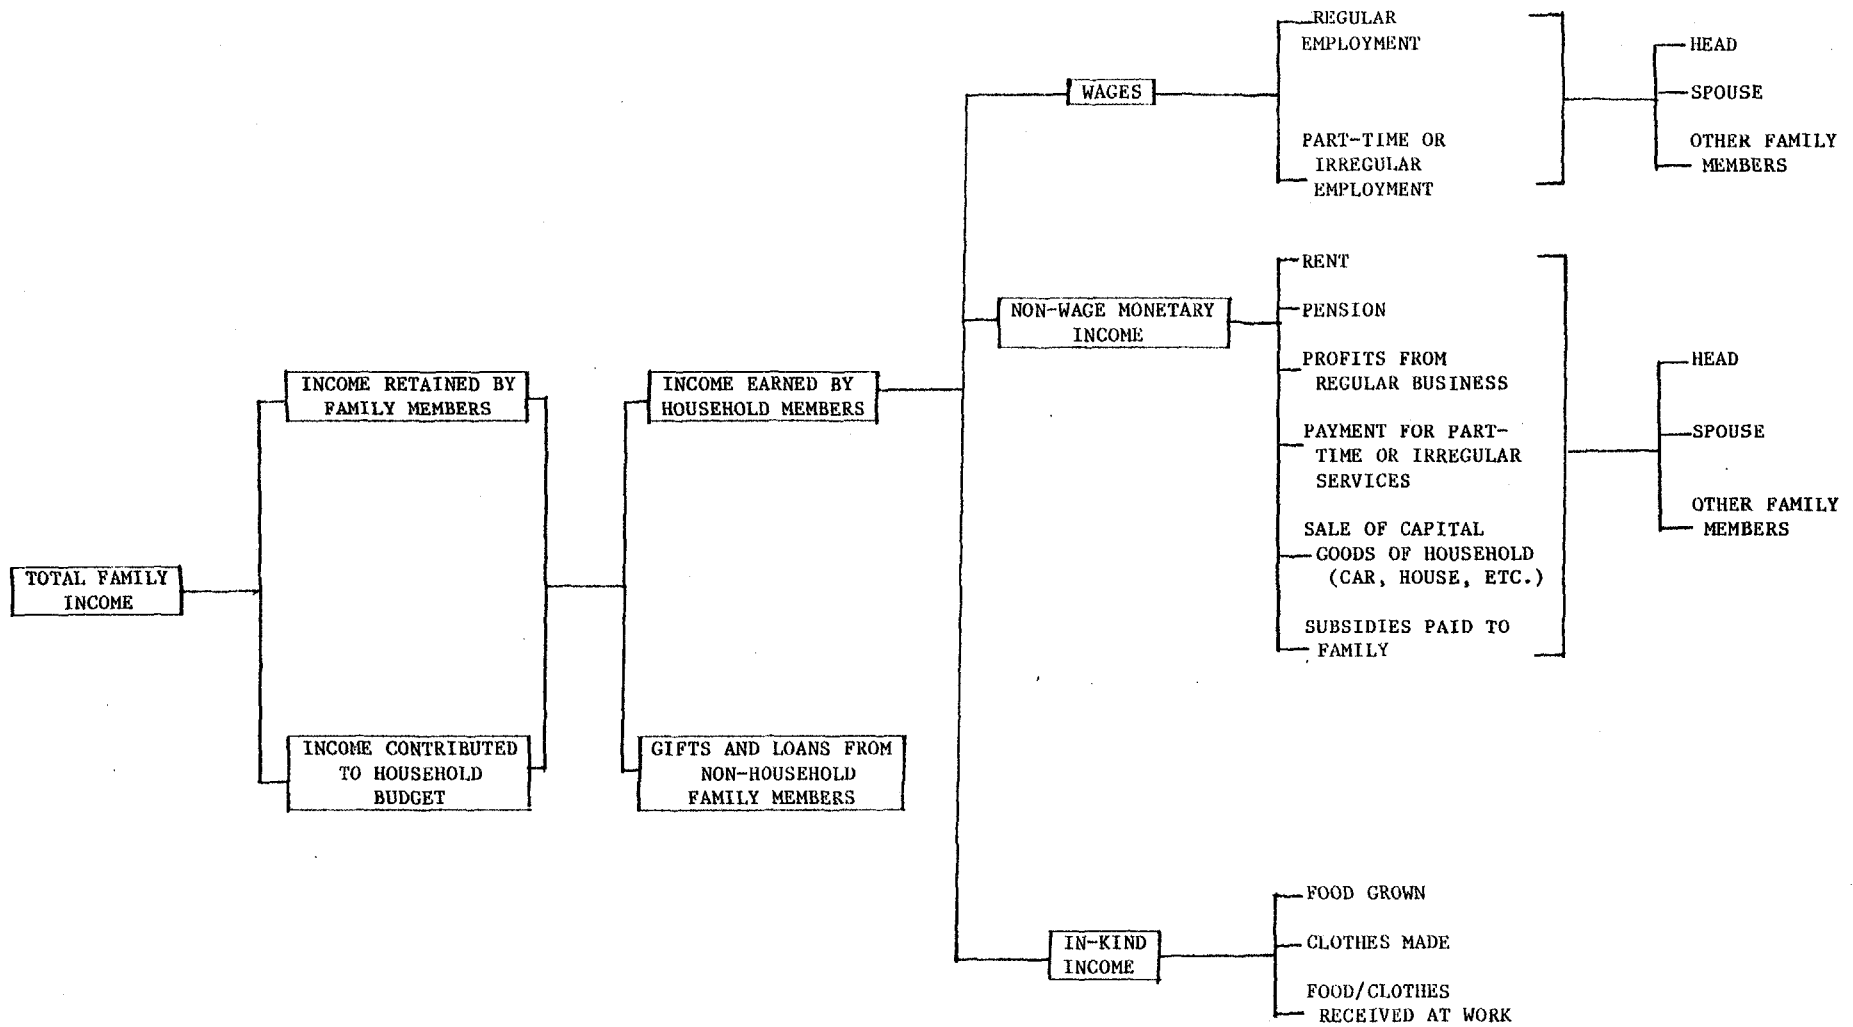 TOTAL FAMILY
INCOME
INCOME RETAINED BY
FAMILY MEMBERS
INCOME CONTRIBUTED
TO HOUSEHOLD
BUDGET
INCOME EARNED BY
HOUSEHOLD MEMBERS
GIFTS AND LOANS FROM
NON-HOUSEHOLD
FAMILY MEMBERS
WAGES
REGULAR
EMPLOYMENT
PART-TIME OR
IRREGULAR
EMPLOYMENT
HEAD
SPOUSE
OTHER FAMILY
MEMBERS
NON-WAGE MONETARY
INCOME
RENT
PENSION
PROFITS FROM
REGULAR BUSINESS
PAYMENT FOR PART-
TIME OR IRREGULAR
SERVICES
SALE OF CAPITAL
GOODS OF HOUSEHOLD
(CAR, HOUSE, ETC.)
SUBSIDIES PAID TO
FAMILY
HEAD
SPOUSE
OTHER FAMILY
MEMBERS
IN-KIND
INCOME
FOOD GROWN
CLOTHES MADE
FOOD/CLOTHES
RECEIVED AT WORK